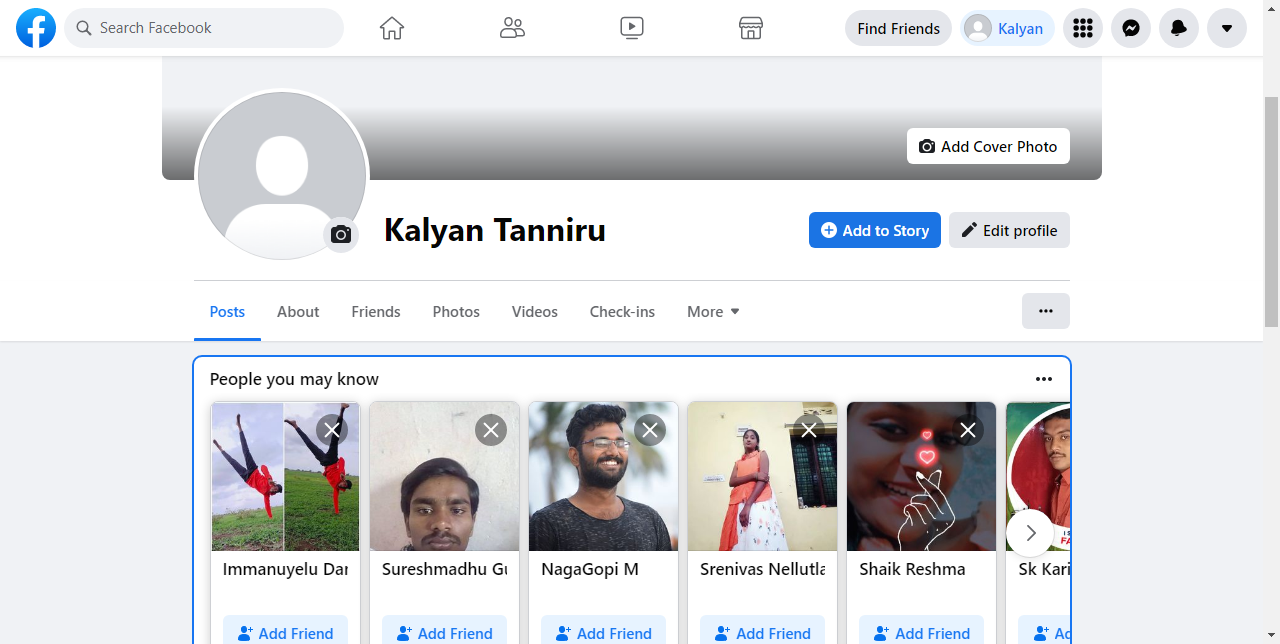 Search Facebook
Find Friends
Kalyan
Add Cover Photo
Kalyan Tanniru
Add to Story
Edit profile
Posts About Friends Photos Videos Check-ins More
People you may know
Immanuyelu Dar Sureshmadhu Gu NagaGopi M Srenivas Nellutla Shaik Reshma Sk Kari
Add Friend Add Friend Add Friend Add Friend Add Friend